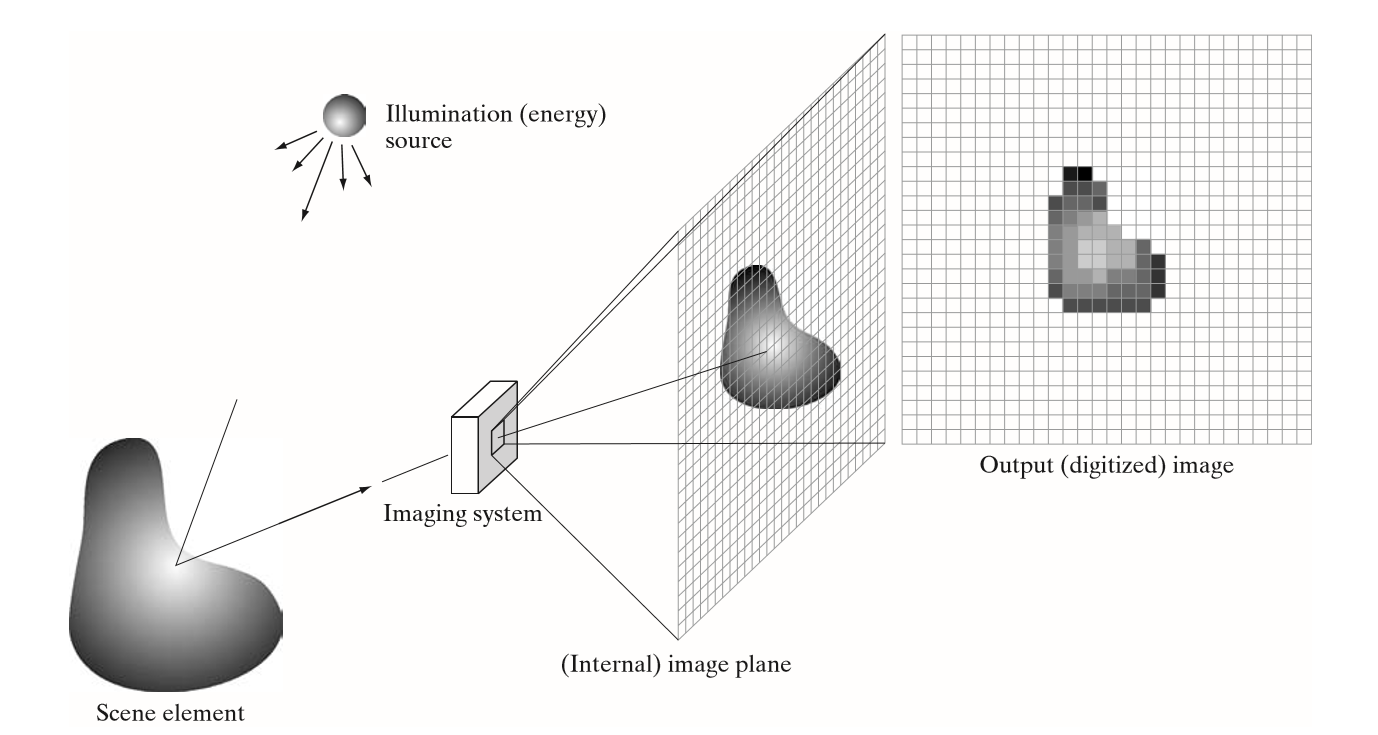 Illumination (energy)
source
Output (digitized) image
Imaging system
(Internal) image plane
Scene element